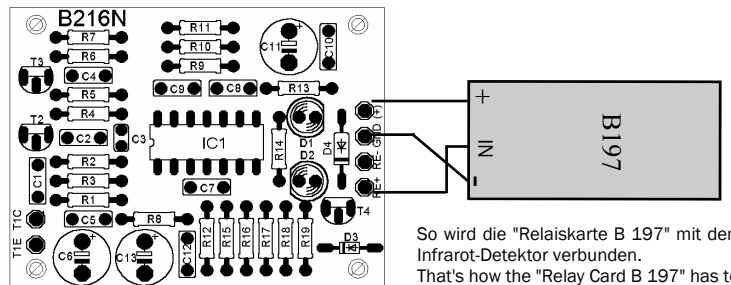 B216N
R7
R6
T3
C4
R5
R4
T2
C2
C3
R2
R3
R1
C1
T1C
C5
T1E
C6
+
C13
+
R8
C12
R11
R10
R9
C9
C8
C11
+
C10
R13
IC1
R14
D1
D2
D4
C7
T4
R12
R15
R16
R17
R18
R19
D3
(+)
GND
RE-
RE+
+
IN
-
B197
So wird die "Relaiskarte B 197" mit dem
Infrarot-Detektor verbunden.
That's how the "Relay Card B 197" has